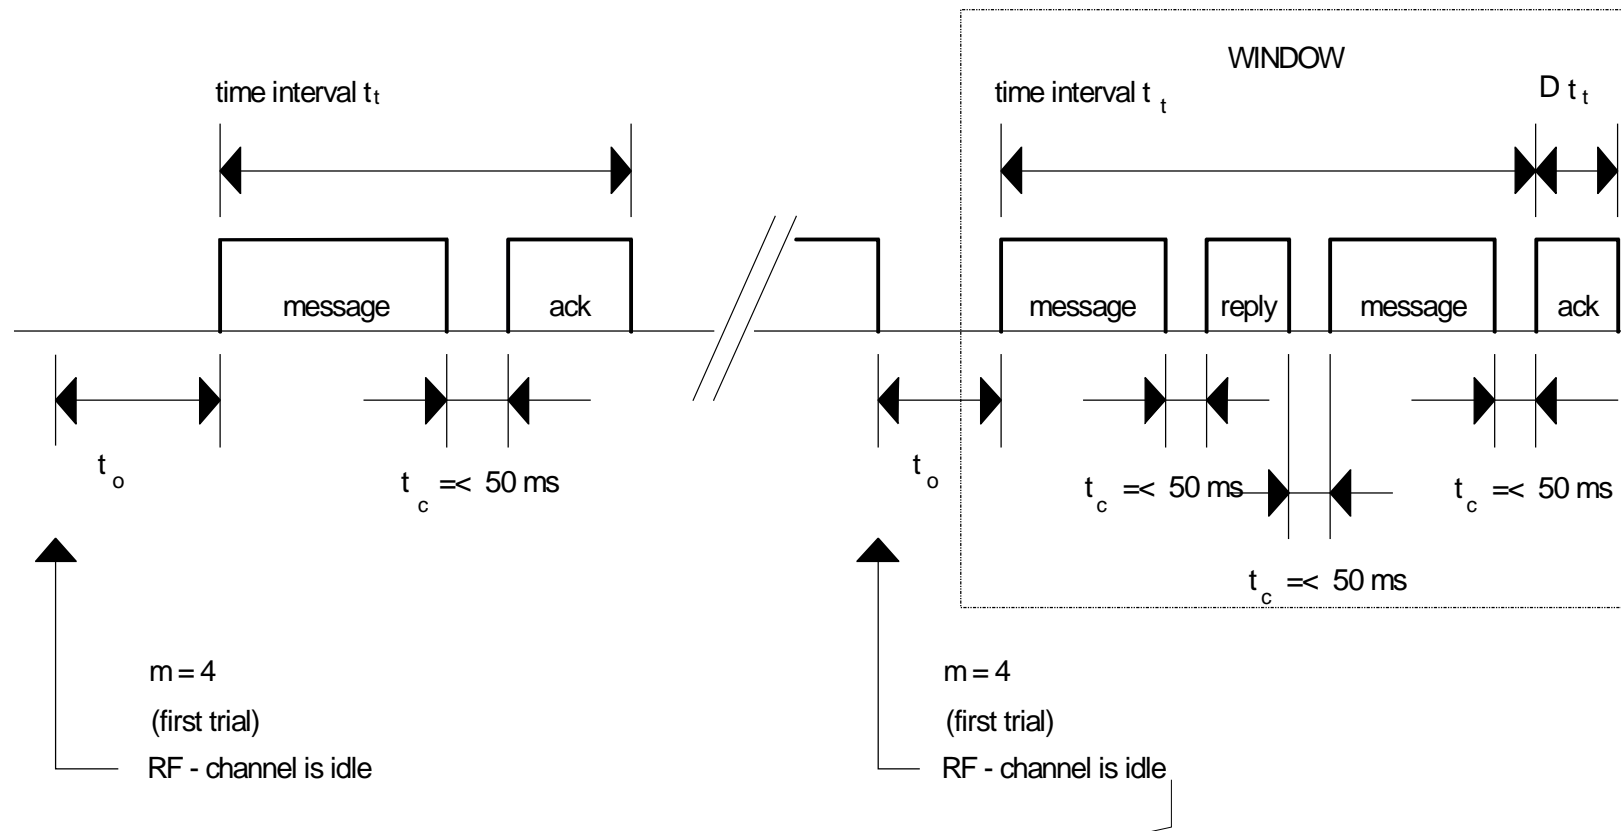 WINDOW
time interval t t
time interval t t
D t t
message
ack
message
reply
message
ack
t o
t c =< 50 ms
t o
t c =< 50 ms
t c =< 50 ms
t c =< 50 ms
m = 4
(first trial)
RF - channel is idle
m = 4
(first trial)
RF - channel is idle